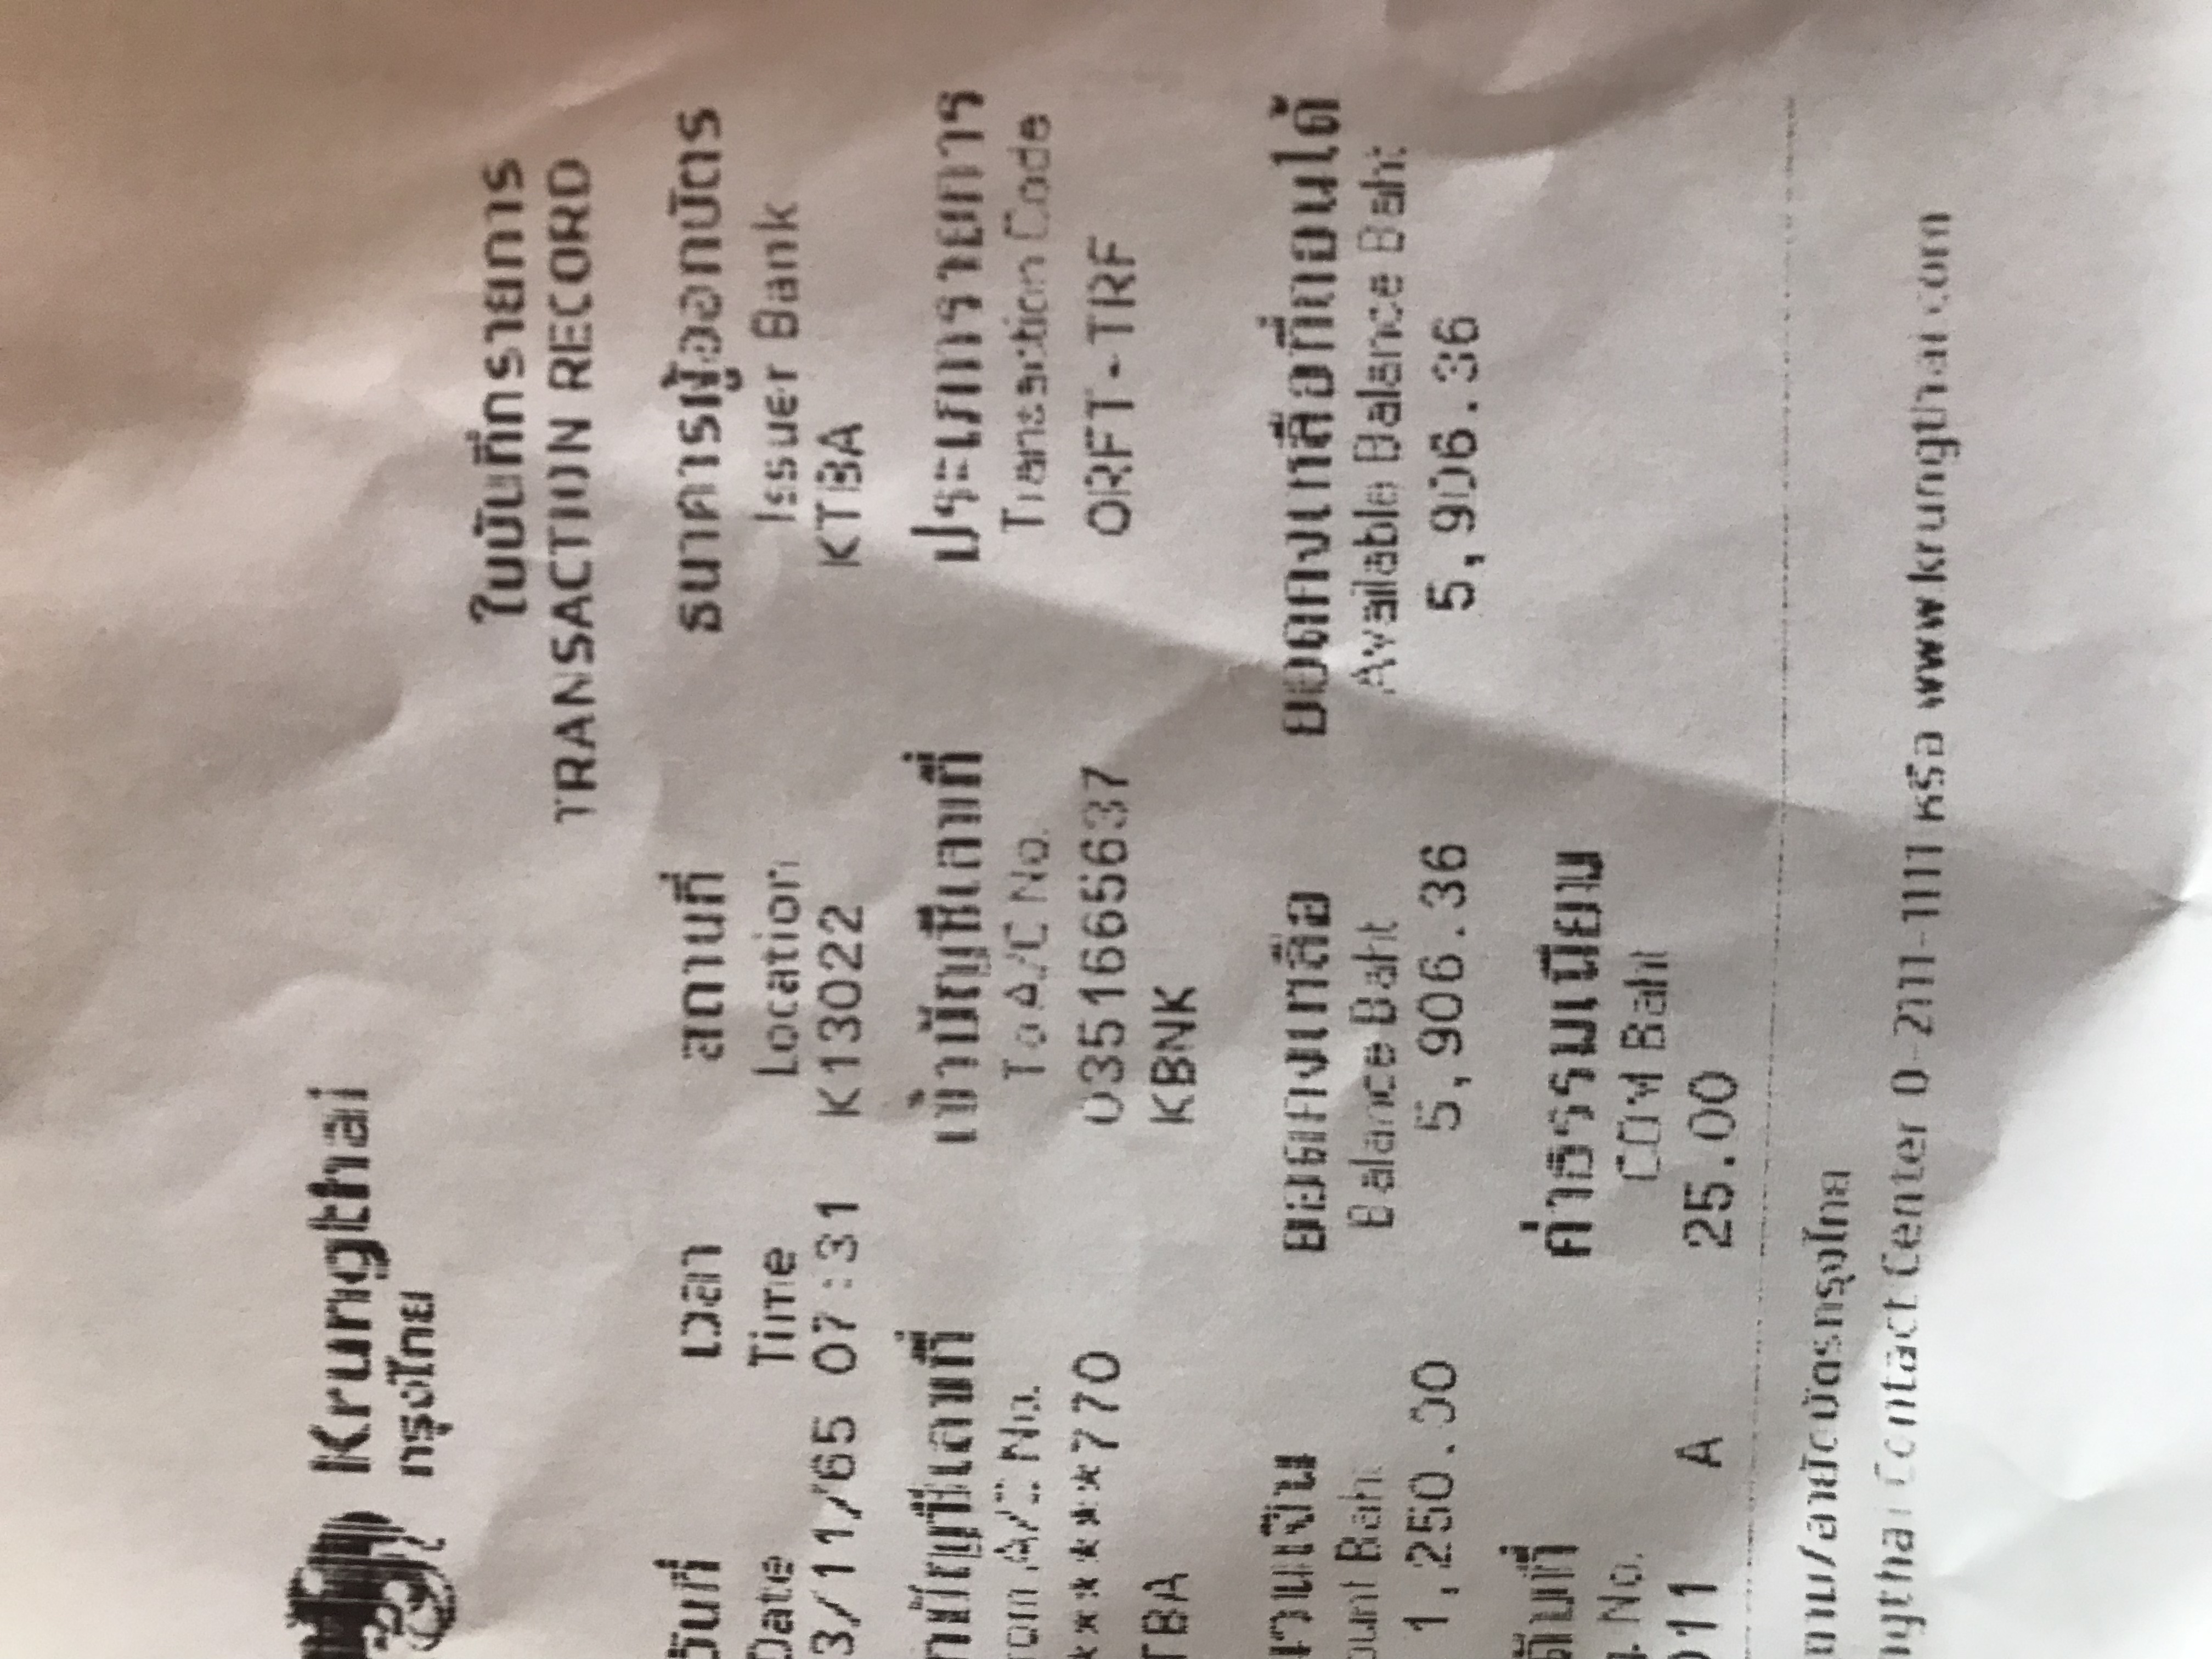 Krungthai
กรุงไทย
ใบบันทึกรายการ
TRANSACTION RECORD
วันที่ เวลา สถานที่ ธนาคารผู้ออกบัตร
Date Time Location Issuer Bank
3/11/65 07:31 K13022 KTBA
กบัญชีเลขที่ เข้าบัญชีเลขที่ ประเภทรายการ
rom A/C No. To A/C No. Transaction Code
******770 0351665637 ORFT-TRF
TBA KBNK
นวนเงิน ยอดคงเหลือ ยอดคงเหลือที่ถอนได้
ount Baht Balance Baht Available Balance Baht
1,250.00 5,906.36 5,906.36
ดับที่ ค่าธรรมเนียม
q. No. COM Baht
011 A 25.00
ถาม/อายัดบัตรกรุงไทย
ngthai Contact Center 0-2111-1111 หรือ www.krungthai.com